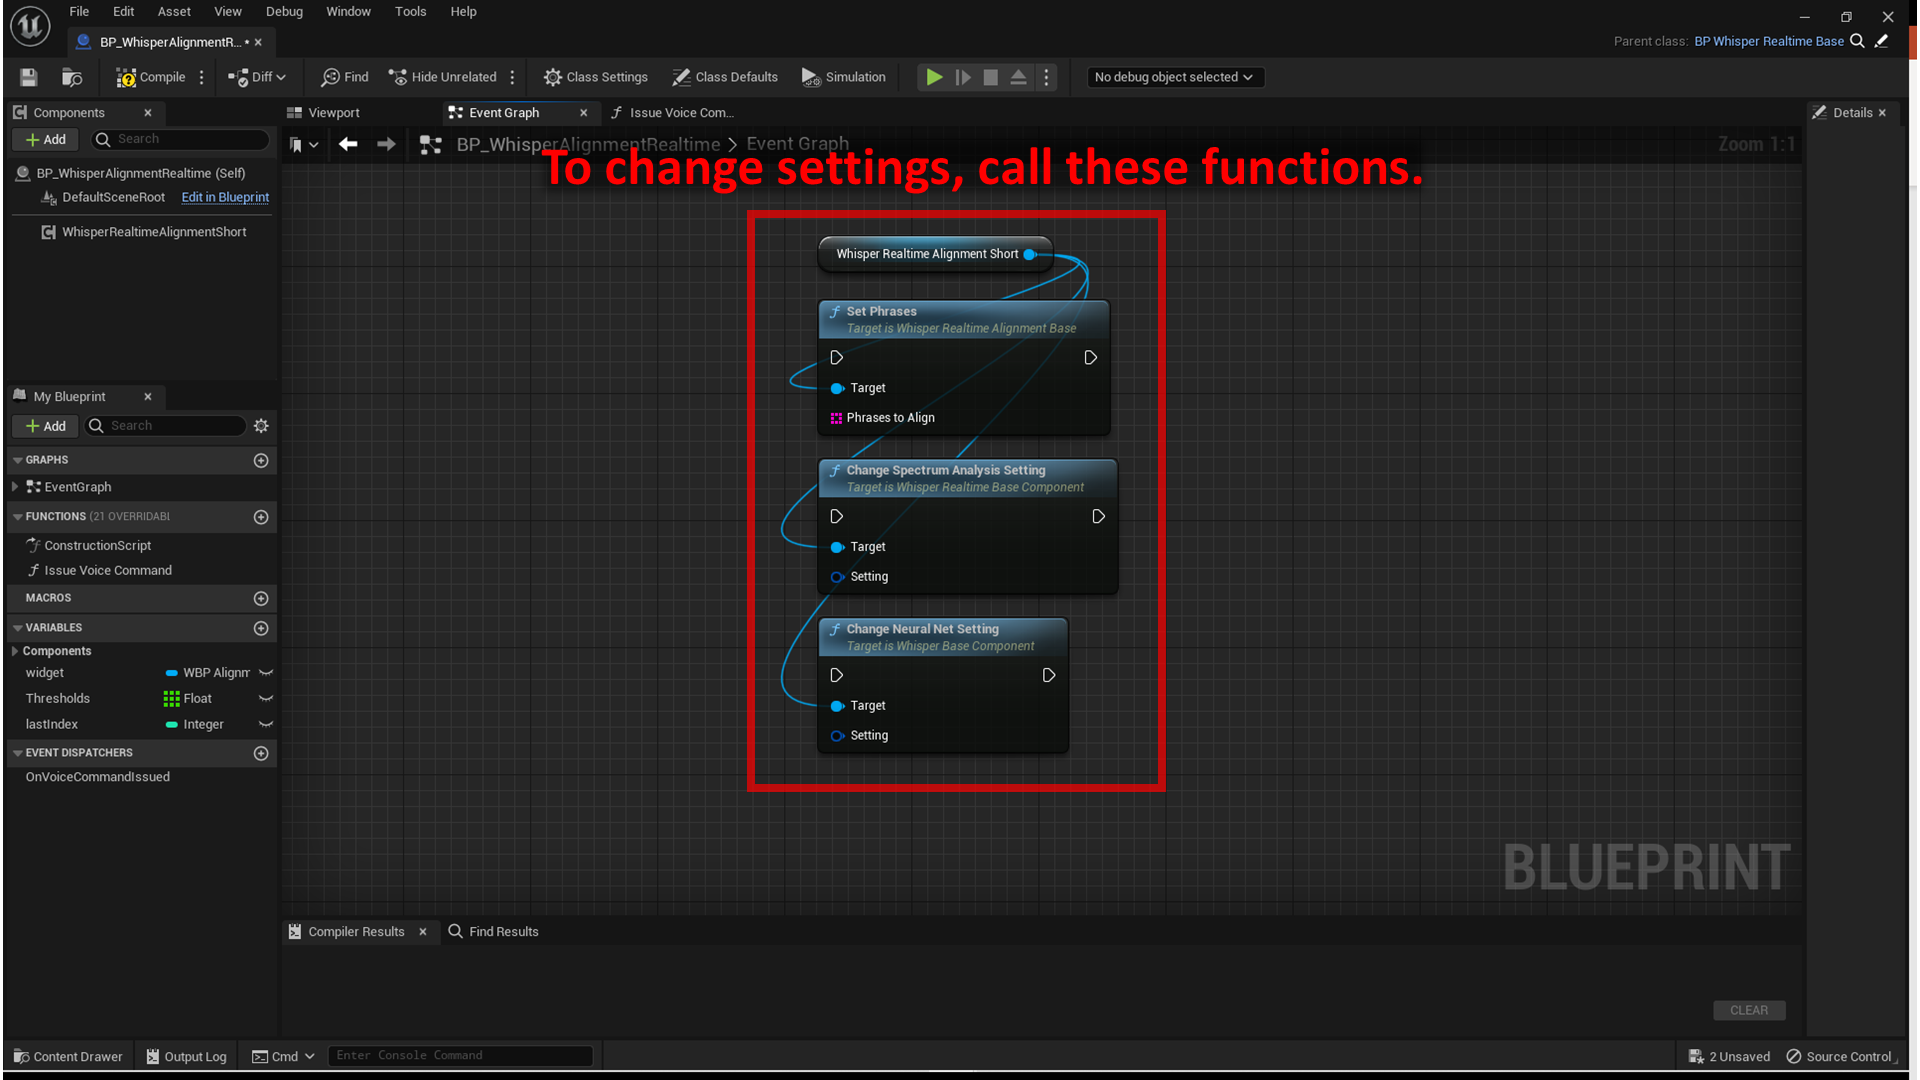 File Edit Asset View Debug Window Tools Help
BP_WhisperAlignmentR... •
Parent class: BP Whisper Realtime Base
Compile Diff Find Hide Unrelated Class Settings Class Defaults Simulation No debug object selected
Components Viewport Event Graph Issue Voice Com... Details
Add Search
BP_WhisperAlignmentRealtime > Event Graph Zoom 1:1
To change settings, call these functions.
BP_WhisperAlignmentRealtime (Self)
DefaultSceneRoot Edit in Blueprint
WhisperRealtimeAlignmentShort
Whisper Realtime Alignment Short
Set Phrases
Target is Whisper Realtime Alignment Base
Target
Phrases to Align
Change Spectrum Analysis Setting
Target is Whisper Realtime Base Component
Target
Setting
Change Neural Net Setting
Target is Whisper Base Component
Target
Setting
My Blueprint
Add Search
GRAPHS
EventGraph
FUNCTIONS (21 OVERRIDABL
ConstructionScript
Issue Voice Command
MACROS
VARIABLES
Components
widget WBP Alignm
Thresholds Float
lastIndex Integer
EVENT DISPATCHERS
OnVoiceCommandIssued
BLUEPRINT
Compiler Results Find Results
CLEAR
Content Drawer Output Log Cmd Enter Console Command 2 Unsaved Source Control